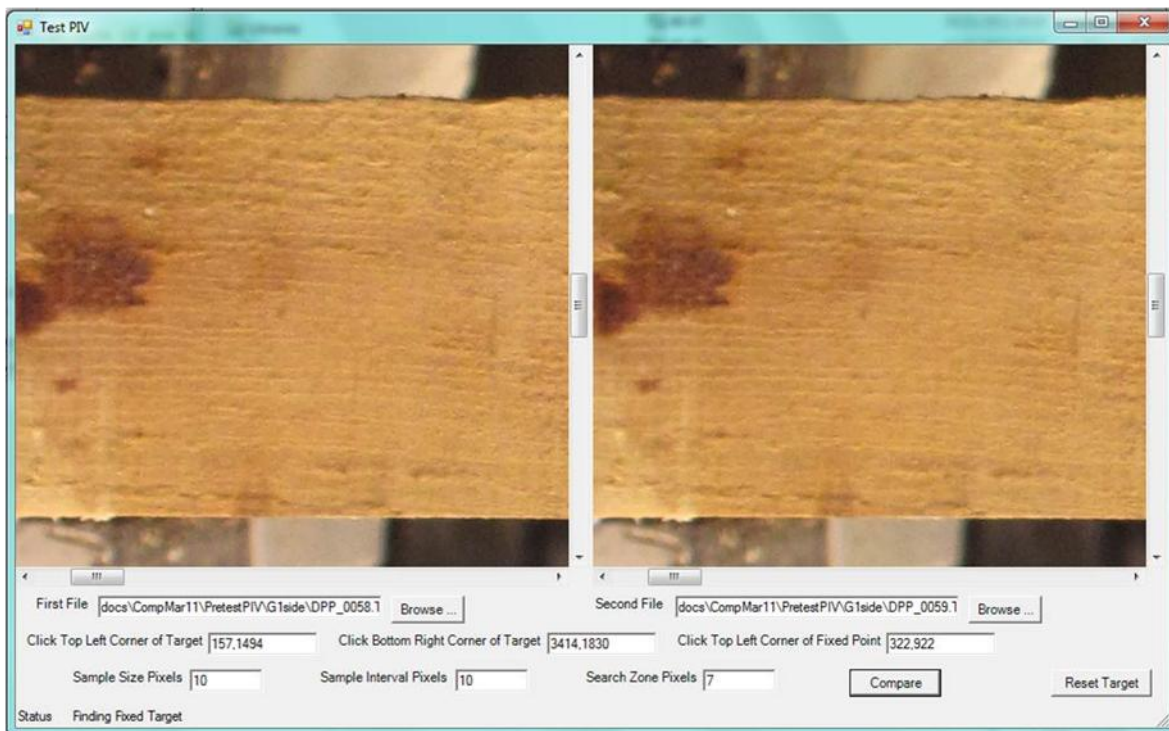 Test PIV
First File docs\CompMar11\PretestPIV\G1side\DPP_0058.T Browse ... Second File docs\CompMar11\PretestPIV\G1side\DPP_0059.T Browse ...
Click Top Left Corner of Target 157,1494 Click Bottom Right Corner of Target 3414,1830 Click Top Left Corner of Fixed Point 322,922
Sample Size Pixels 10 Sample Interval Pixels 10 Search Zone Pixels 7 Compare Reset Target
Status Finding Fixed Target